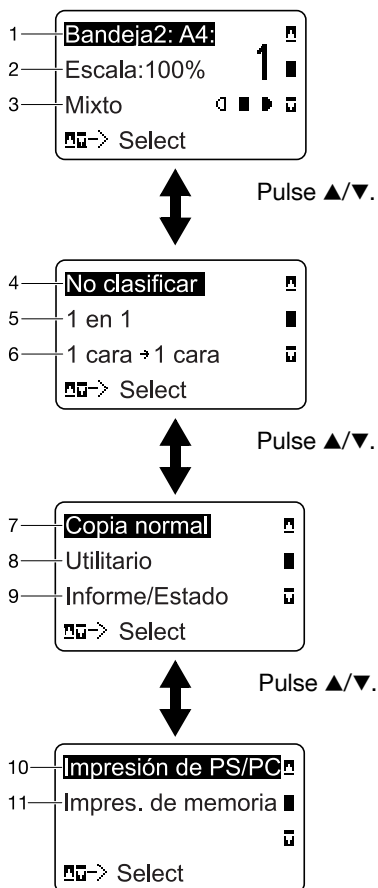 1 Bandeja2: A4:
2 Escala:100% 1
3 Mixto
-> Select
Pulse ▲/▼.
4 No clasificar
5 1 en 1
6 1 cara → 1 cara
-> Select
Pulse ▲/▼.
7 Copia normal
8 Utilitario
9 Informe/Estado
-> Select
Pulse ▲/▼.
10 Impresión de PS/PC
11 Impres. de memoria
-> Select